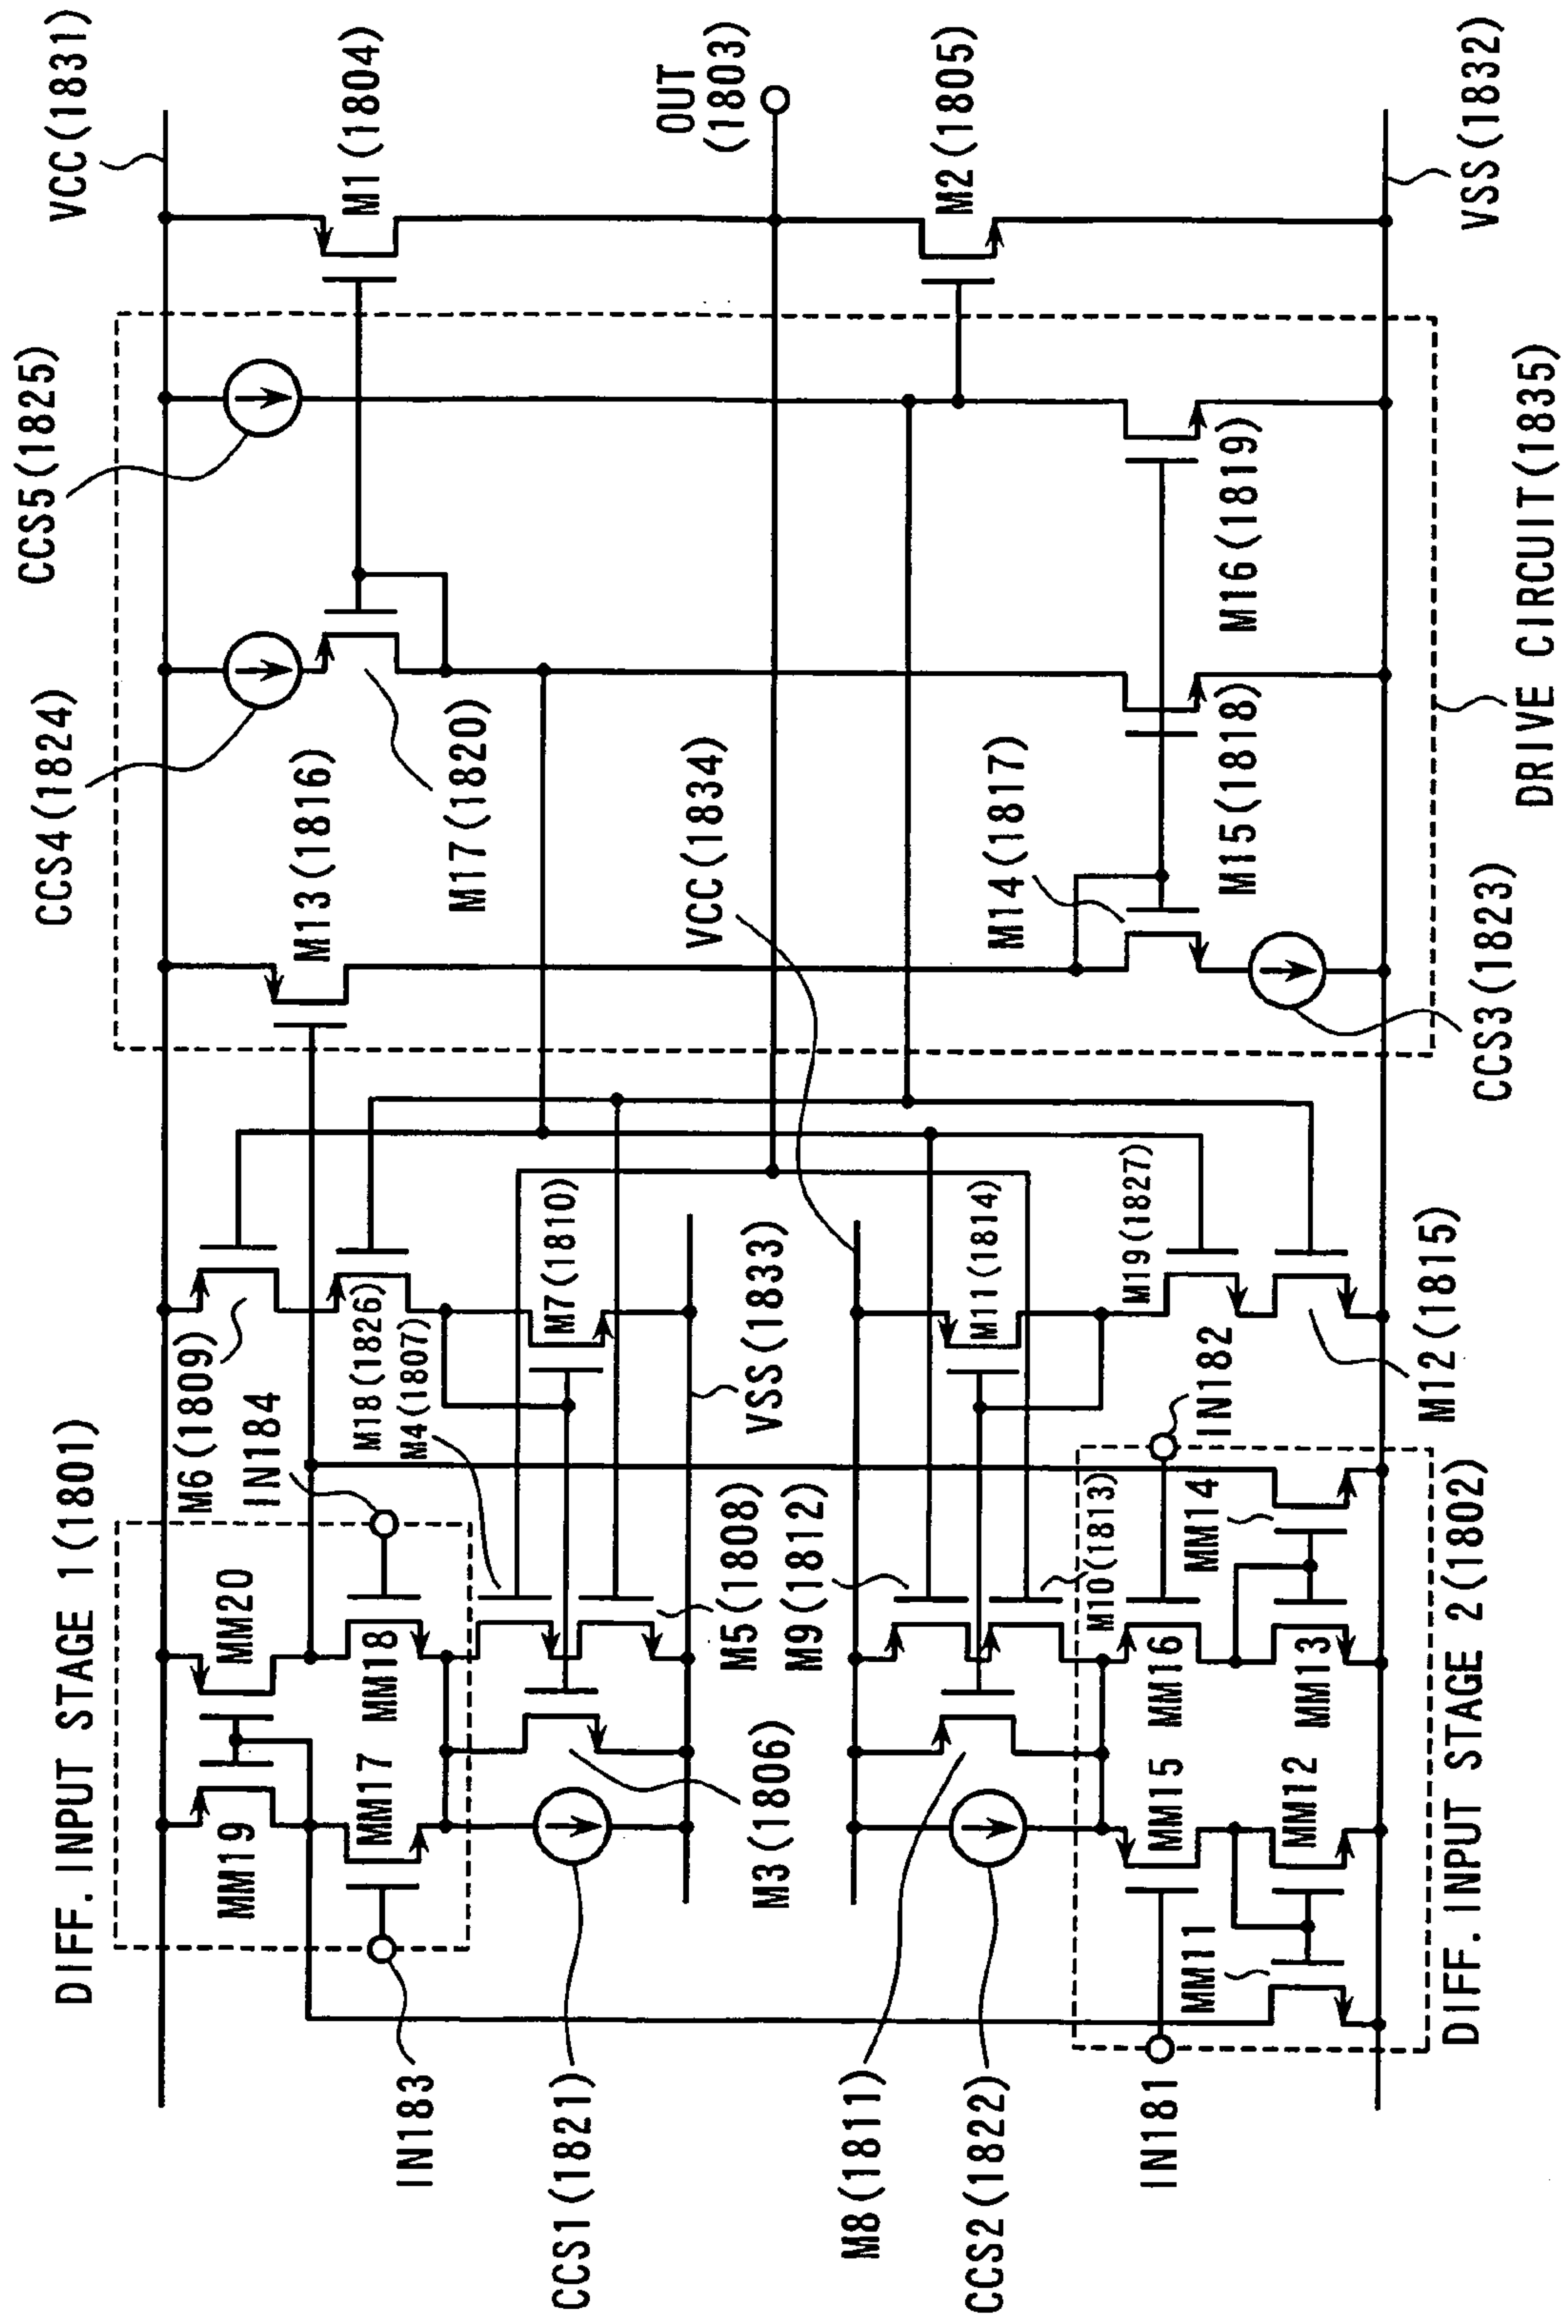 DIFF. INPUT STAGE 1(1801)
MM19
MM20
MM17
MM18
IN183
IN184
M6(1809)
M18(1826)
M4(1807)
M7(1810)
CCS1(1821)
M3(1806)
M5(1808)
VSS(1833)
VCC(1834)
M8(1811)
CCS2(1822)
M9(1812)
M10(1813)
M11(1814)
M19(1827)
IN181
IN182
MM15
MM16
MM11
MM12
MM13
MM14
M12(1815)
DIFF. INPUT STAGE 2(1802)
CCS4(1824)
CCS5(1825)
M13(1816)
M17(1820)
M14(1817)
M15(1818)
M16(1819)
CCS3(1823)
DRIVE CIRCUIT(1835)
VCC(1831)
M1(1804)
OUT
(1803)
M2(1805)
VSS(1832)